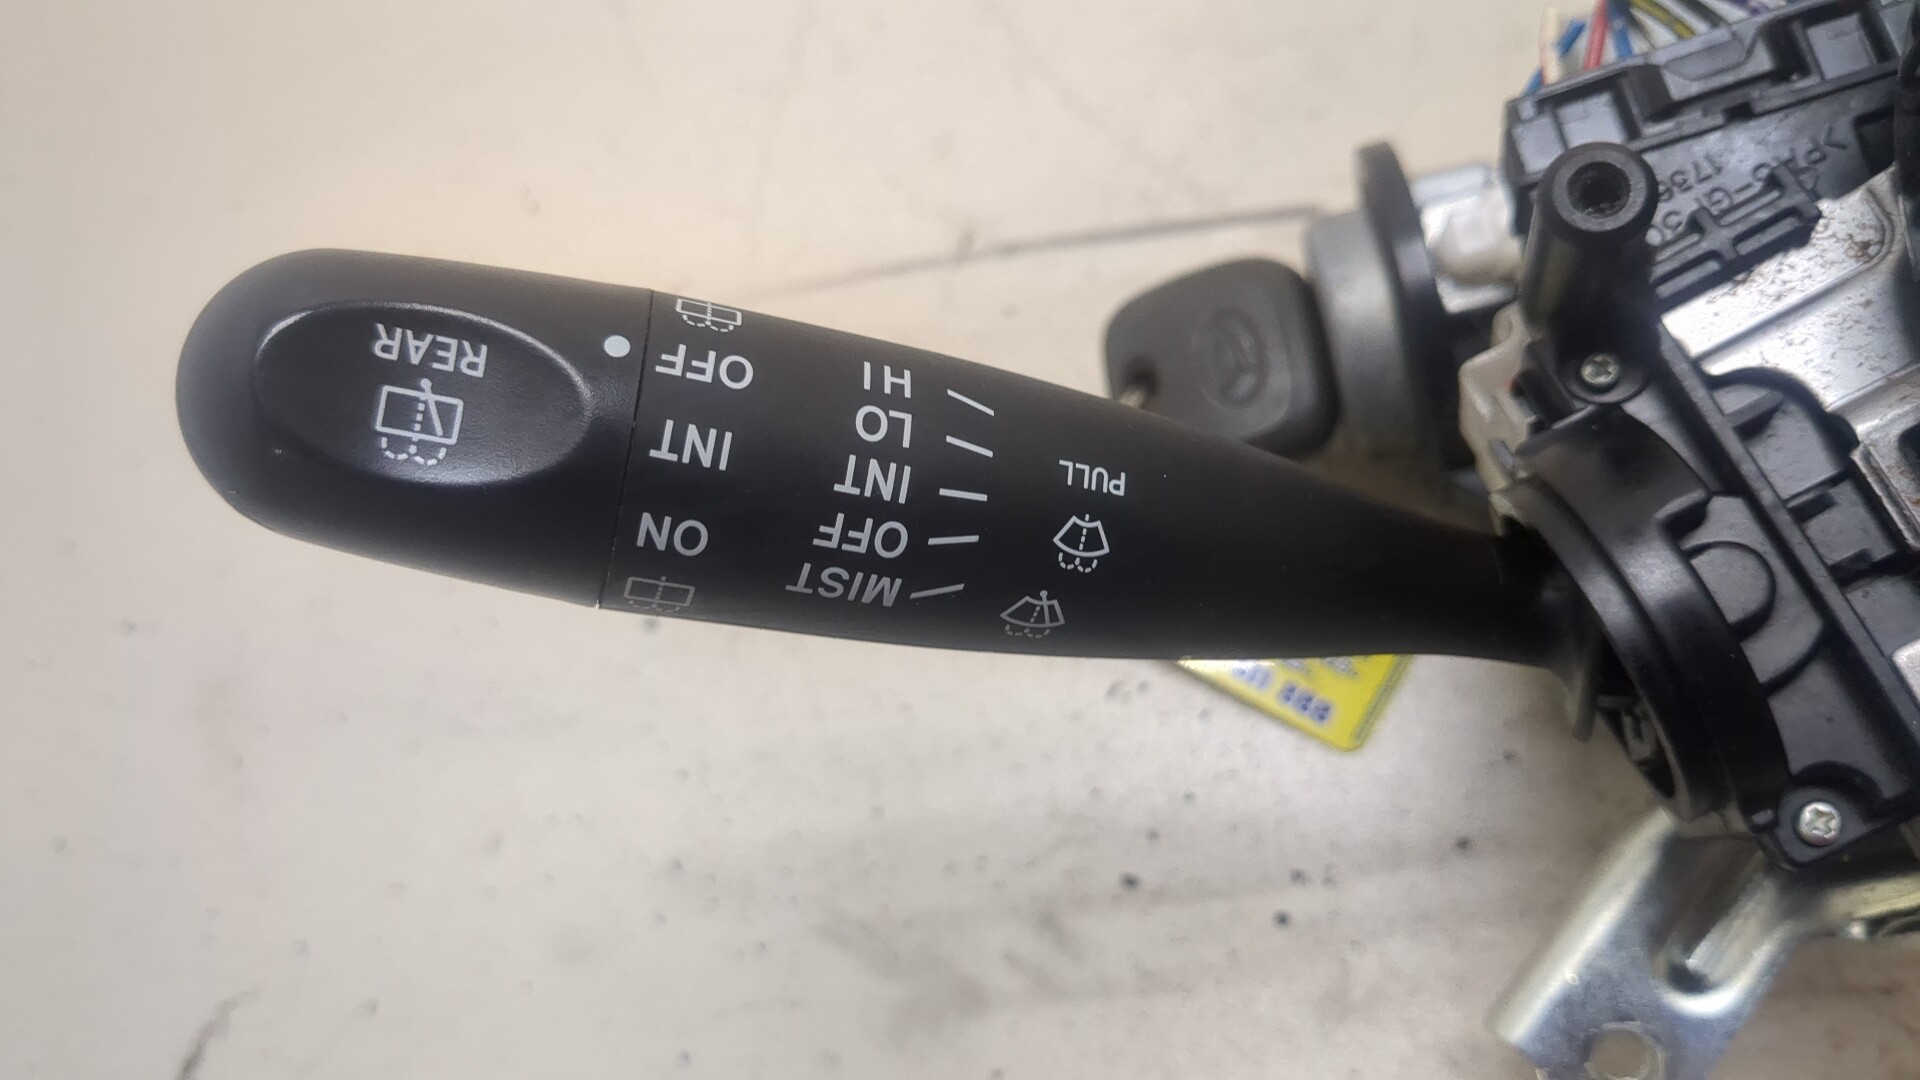 REAR
ON
INT
OFF
MIST
OFF
INT
LO
HI
PULL